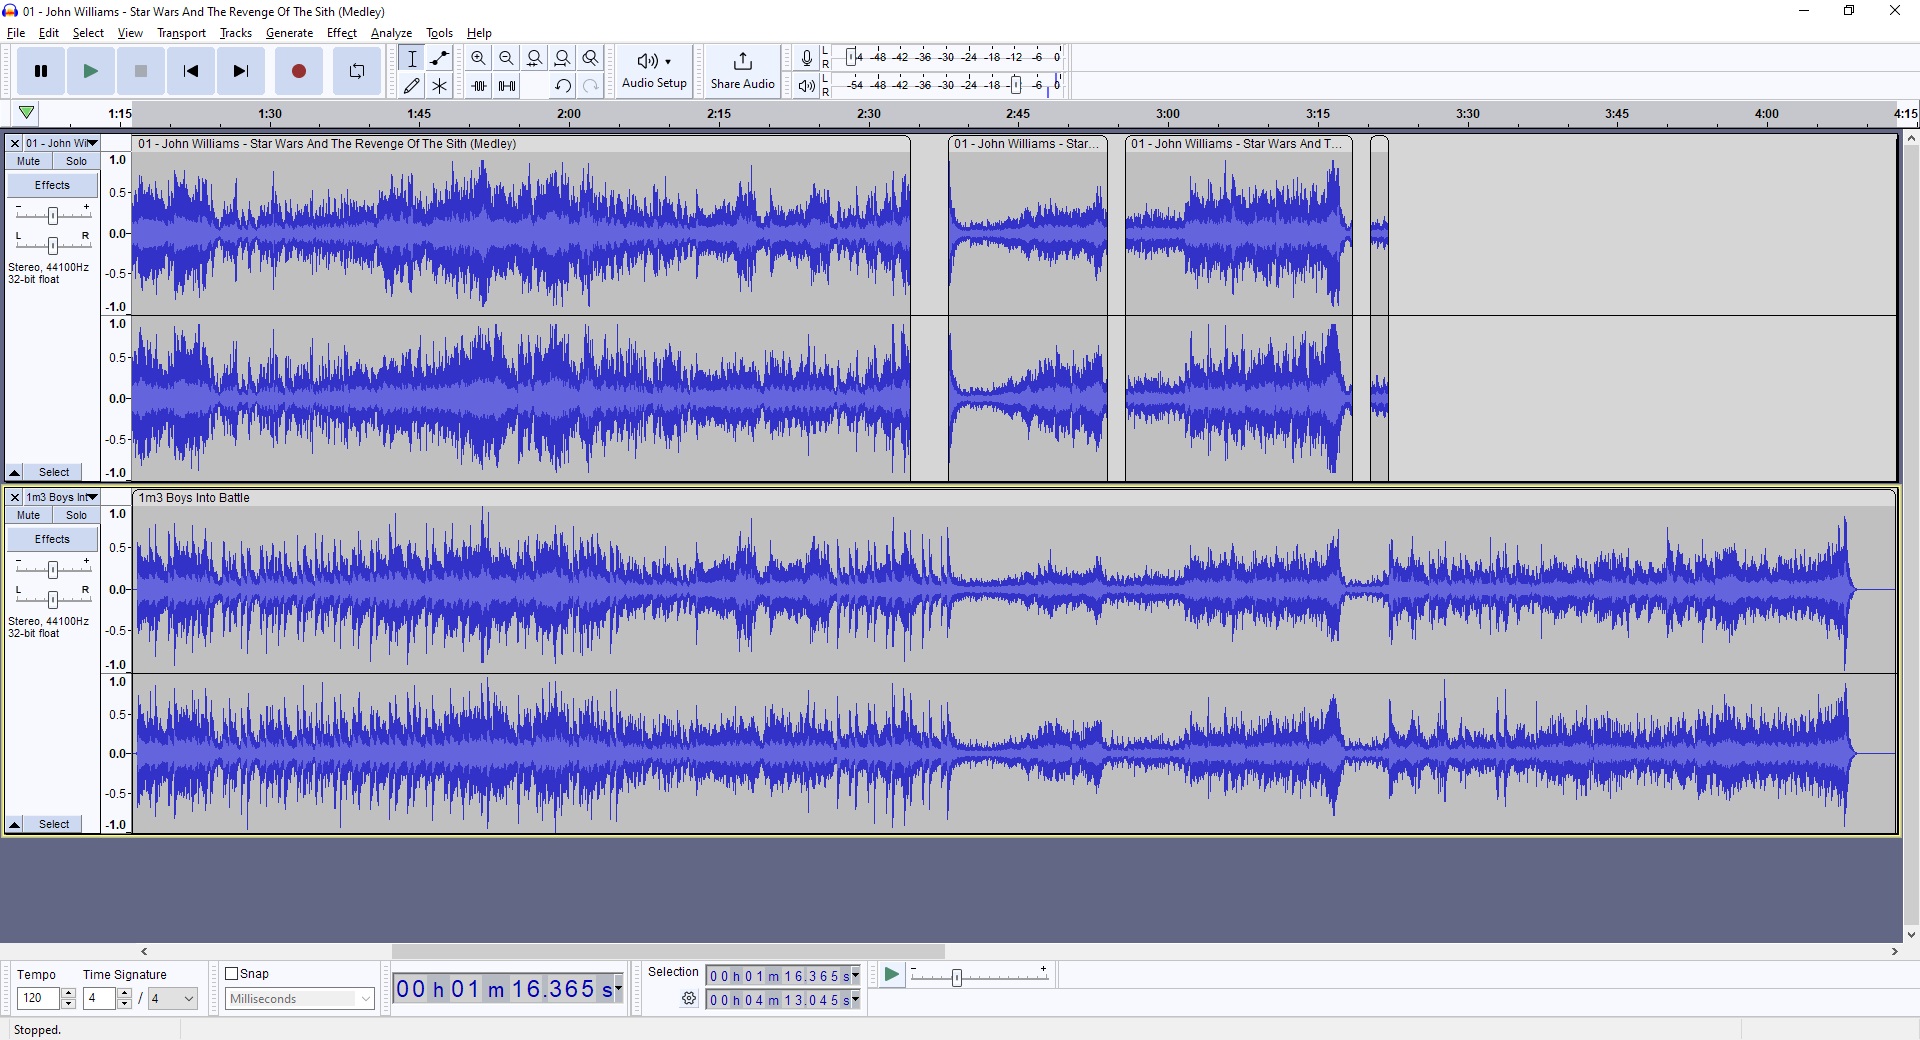 01 - John Williams - Star Wars And The Revenge Of The Sith (Medley)
File Edit Select View Transport Tracks Generate Effect Analyze Tools Help
Audio Setup
Share Audio
L
R
-54 -48 -42 -36 -30 -24 -18 -12 -6 0
L
R
-54 -48 -42 -36 -30 -24 -18 -12 -6 0
1:15 1:30 1:45 2:00 2:15 2:30 2:45 3:00 3:15 3:30 3:45 4:00 4:15
01 - John Wil
Mute Solo
Effects
- +
L R
Stereo, 44100Hz
32-bit float
Select
1.0
0.5
0.0
-0.5
-1.0
1.0
0.5
0.0
-0.5
-1.0
01 - John Williams - Star Wars And The Revenge Of The Sith (Medley)
01 - John Williams - Star...
01 - John Williams - Star Wars And T...
1m3 Boys Int
Mute Solo
Effects
- +
L R
Stereo, 44100Hz
32-bit float
Select
1.0
0.5
0.0
-0.5
-1.0
1.0
0.5
0.0
-0.5
-1.0
1m3 Boys Into Battle
Tempo
120
Time Signature
4 / 4
Snap
Milliseconds
00 h 01 m 16.365 s
Selection
00 h 01 m 16.365 s
00 h 04 m 13.045 s
- +
Stopped.